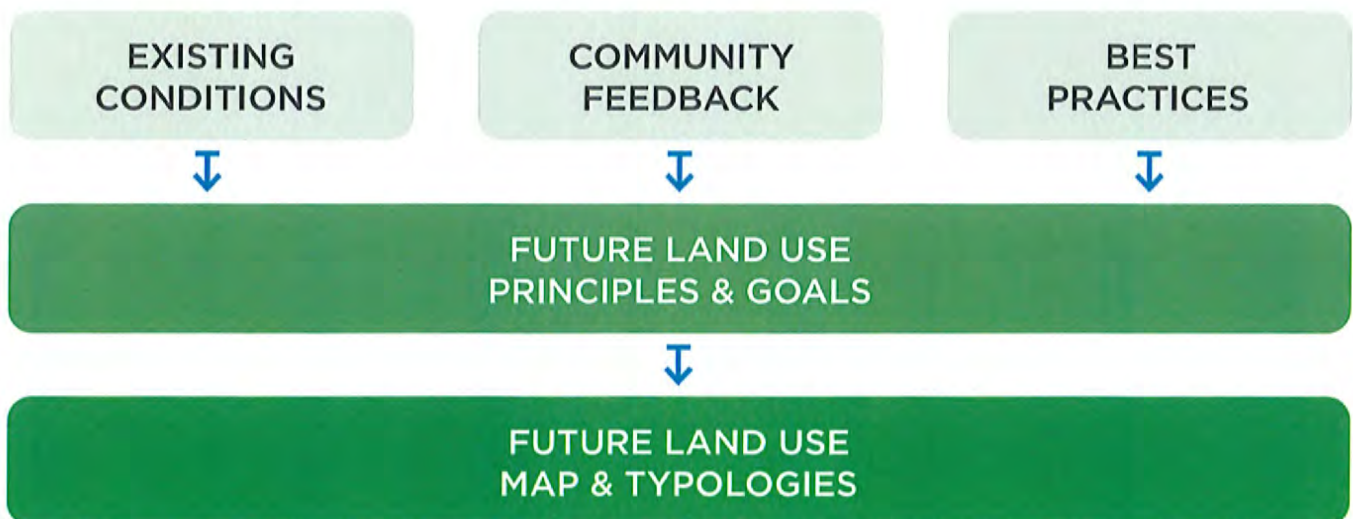 EXISTING
CONDITIONS
COMMUNITY
FEEDBACK
BEST
PRACTICES
FUTURE LAND USE
PRINCIPLES & GOALS
FUTURE LAND USE
MAP & TYPOLOGIES